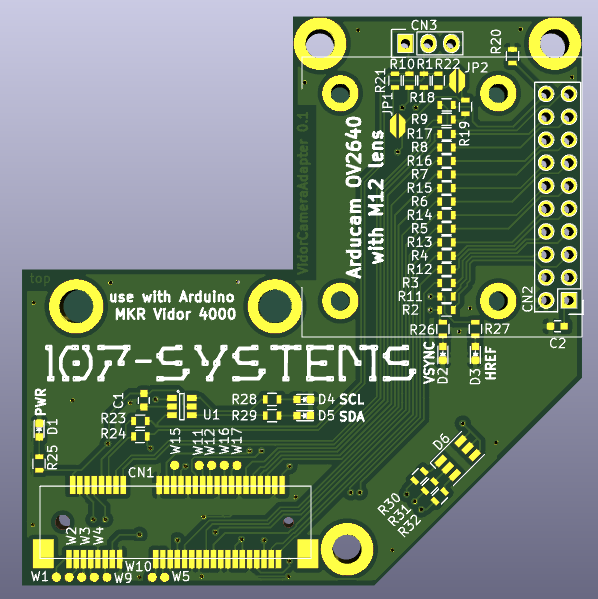 CN3
R20
R10 R1 R22
JP2
R21
JP1
R18
R19
R9
R17
R8
R16
R7
R15
R6
R14
R5
R13
R4
R12
R3
R11
R2
VidorCameraAdapter 0.1
Arducam OV2640
with M12 lens
CN2
C2
R26
R27
VSYNC
D2
D3
HREF
top
use with Arduino
MKR Vidor 4000
107-SYSTEMS
PWR
D1
R25
C1
R23
R24
U1
R28
D4 SCL
R29
D5 SDA
W15
W11
W12
W16
W17
CN1
D6
R30
R31
R32
W2
W3
W4
W1
W9
W10
W5